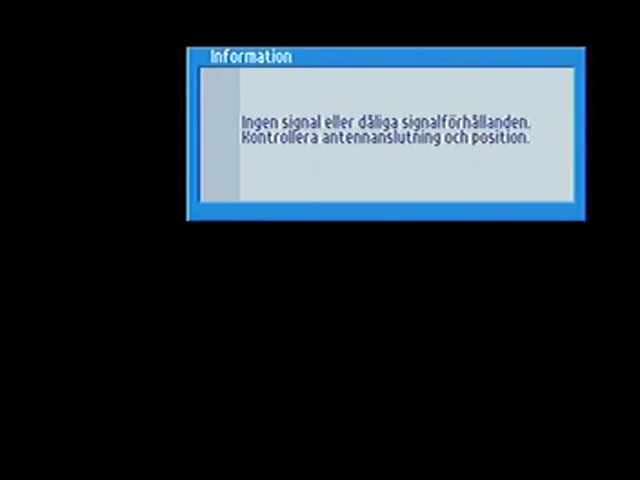 Information
Ingen signal eller dåliga signalförhållanden.
Kontrollera antennanslutning och position.